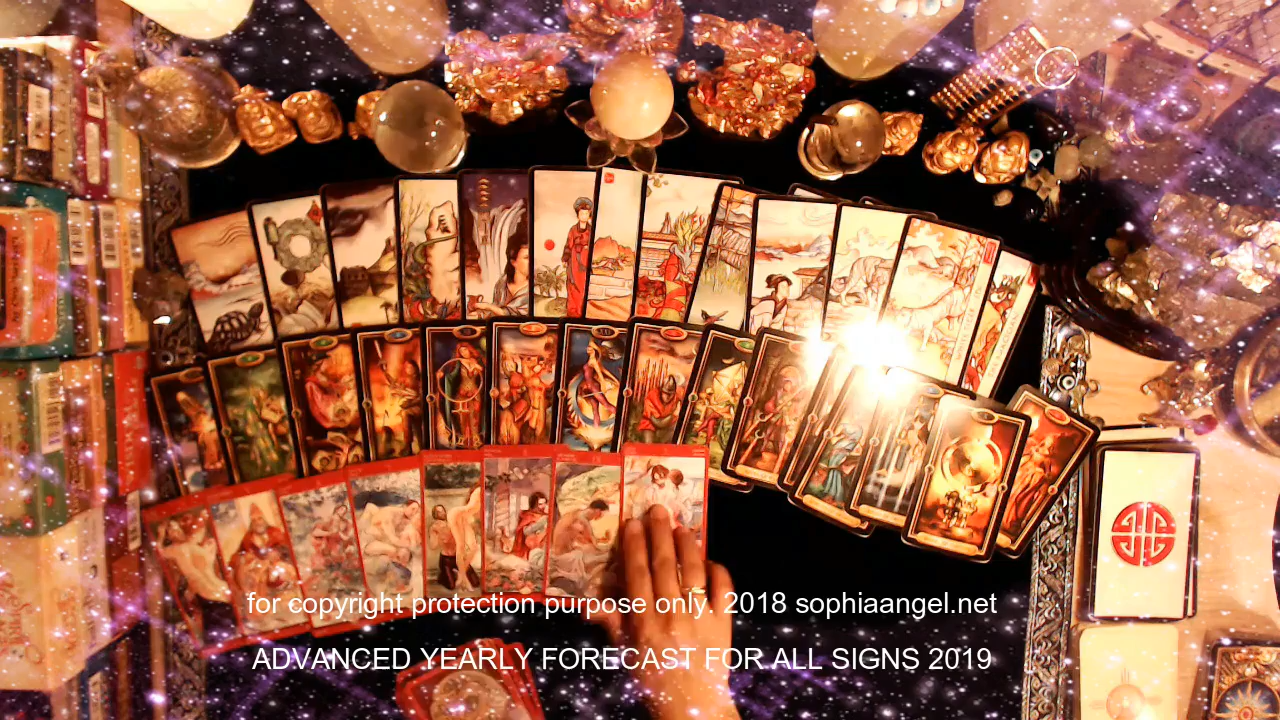 for copyright protection purpose only. 2018 sophiaangel.net
ADVANCED YEARLY FORECAST FOR ALL SIGNS 2019